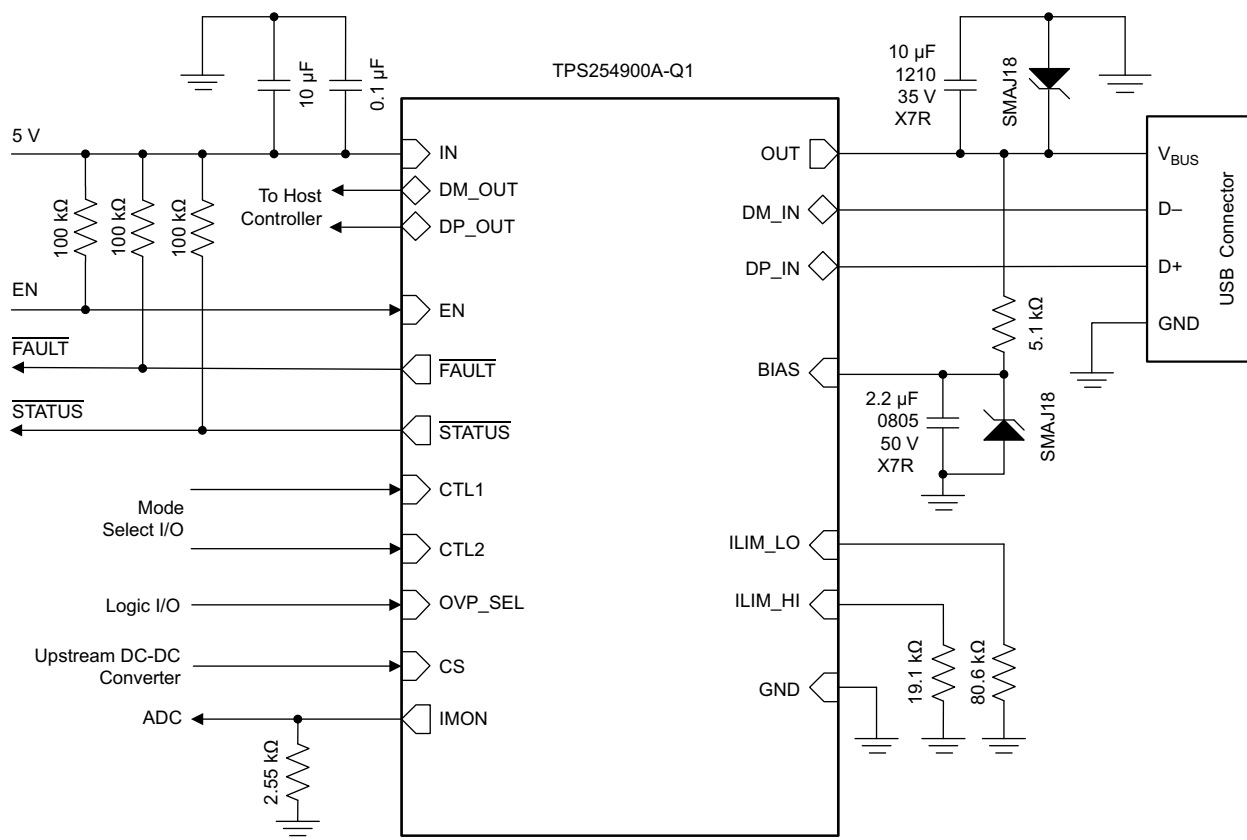 TPS254900A-Q1
10 µF
0.1 µF
10 µF
1210
35 V
X7R
SMAJ18
5 V
IN
OUT
V_BUS
DM_OUT
To Host
Controller
DP_OUT
DM_IN
D–
DP_IN
D+
USB Connector
100 kΩ
100 kΩ
100 kΩ
EN
EN
GND
5.1 kΩ
FAULT
FAULT
BIAS
STATUS
STATUS
2.2 µF
0805
50 V
X7R
SMAJ18
CTL1
Mode
Select I/O
CTL2
ILIM_LO
Logic I/O
OVP_SEL
ILIM_HI
Upstream DC-DC
Converter
CS
GND
19.1 kΩ
80.6 kΩ
ADC
IMON
2.55 kΩ